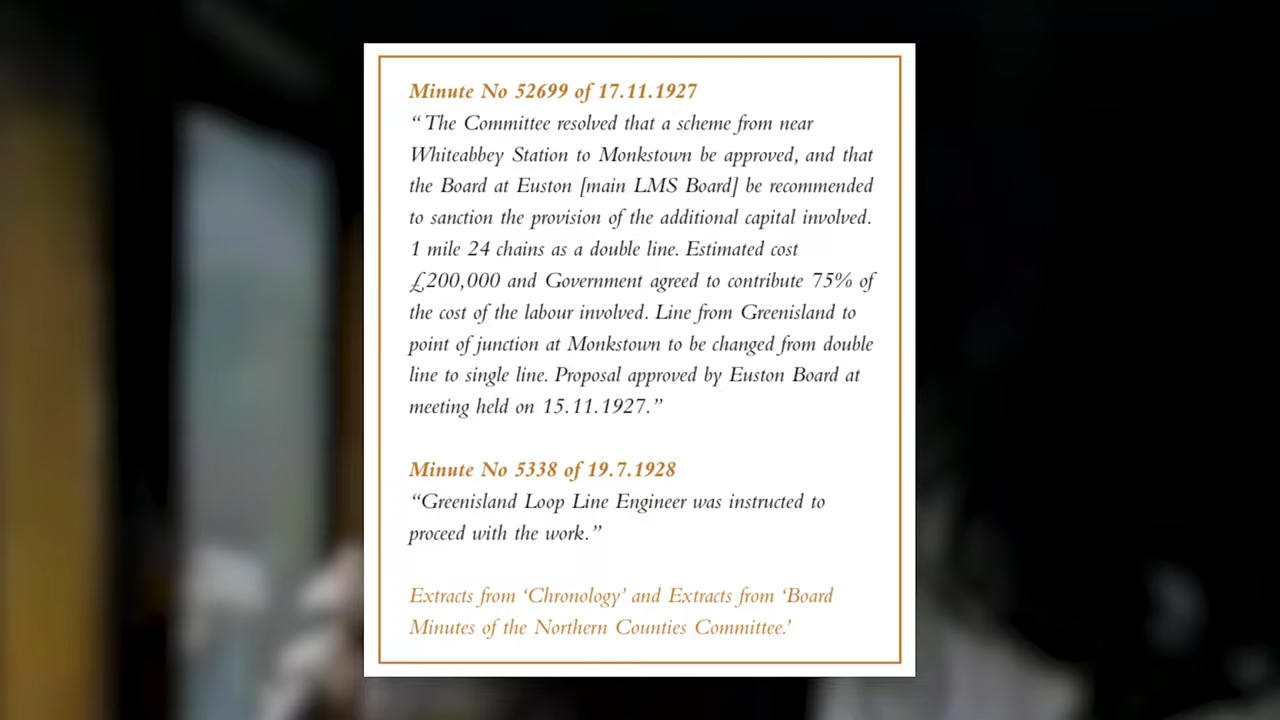 Minute No 52699 of 17.11.1927
“The Committee resolved that a scheme from near
Whiteabbey Station to Monkstown be approved, and that
the Board at Euston [main LMS Board] be recommended
to sanction the provision of the additional capital involved.
1 mile 24 chains as a double line. Estimated cost
£200,000 and Government agreed to contribute 75% of
the cost of the labour involved. Line from Greenisland to
point of junction at Monkstown to be changed from double
line to single line. Proposal approved by Euston Board at
meeting held on 15.11.1927.”
Minute No 5338 of 19.7.1928
“Greenisland Loop Line Engineer was instructed to
proceed with the work.”
Extracts from ‘Chronology’ and Extracts from ‘Board
Minutes of the Northern Counties Committee.’